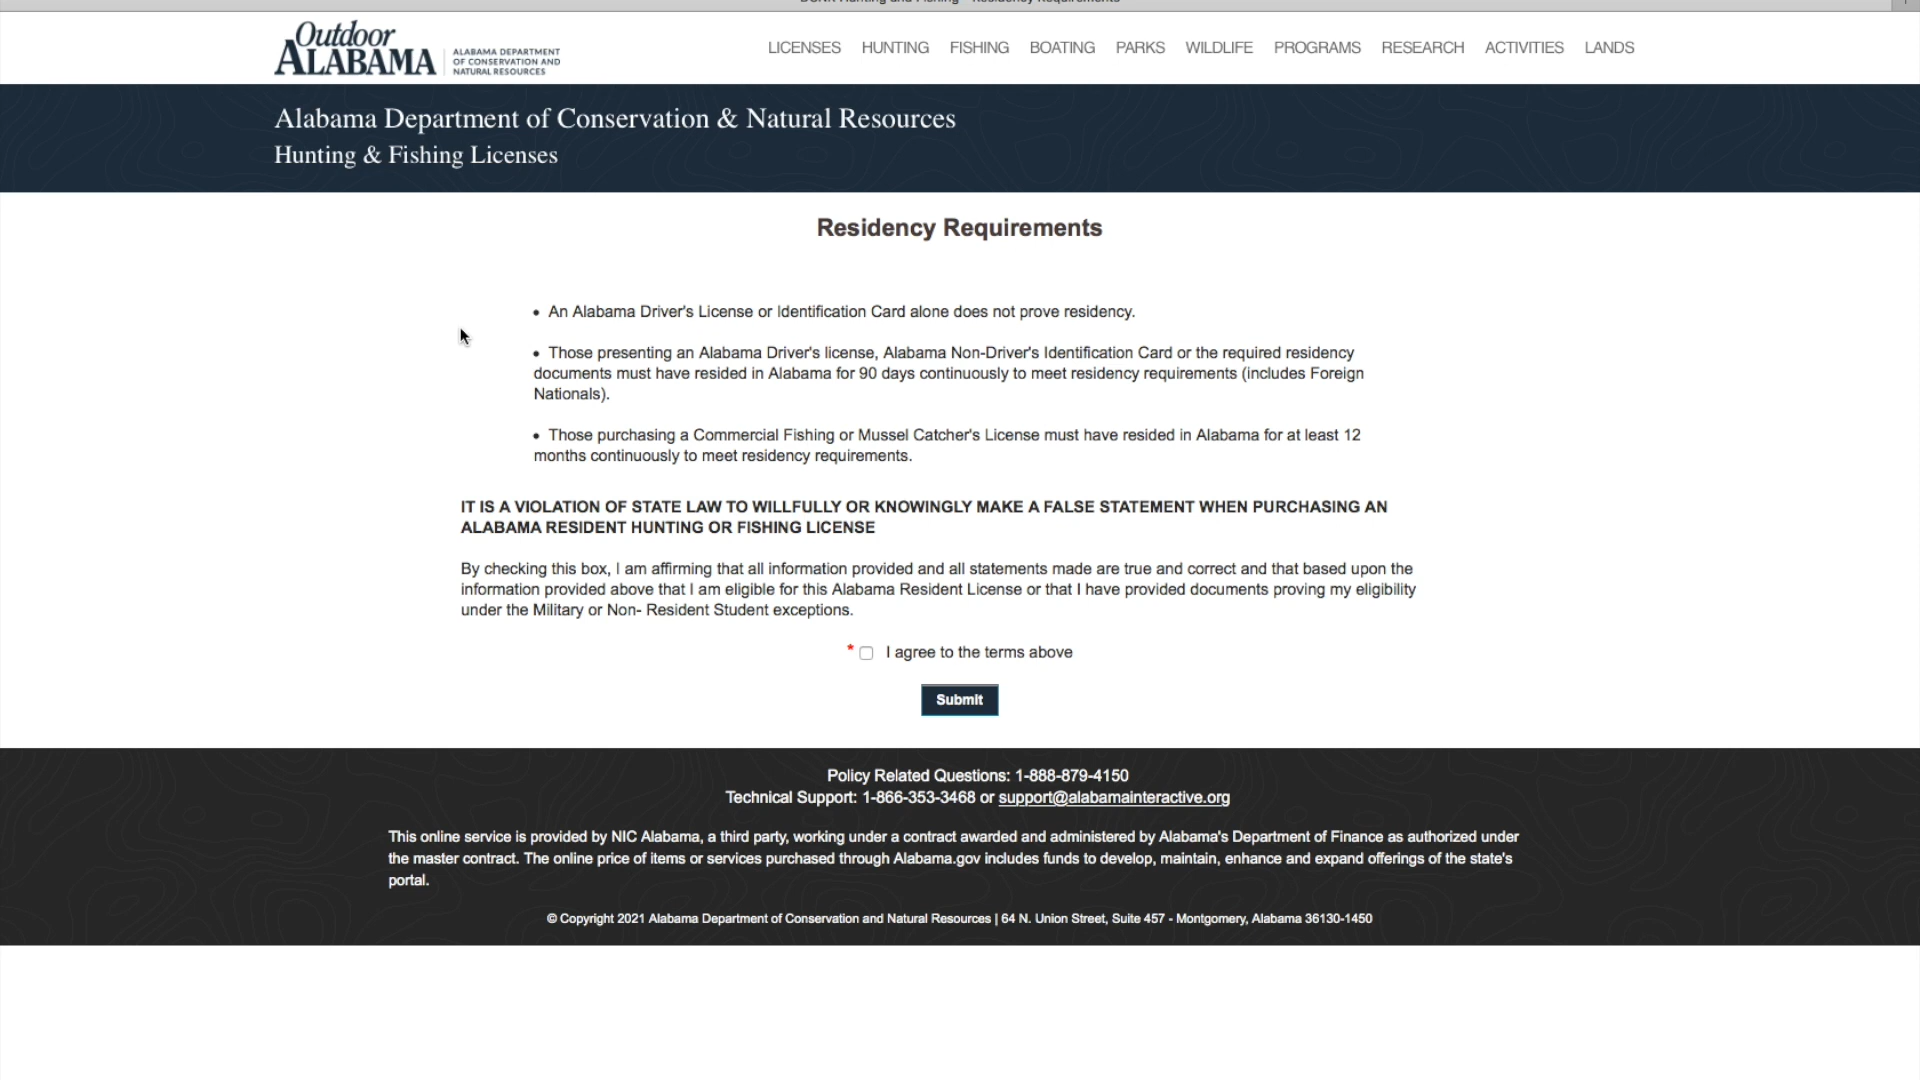 DCNR Hunting and Fishing - Residency Requirements
Outdoor
ALABAMA
ALABAMA DEPARTMENT
OF CONSERVATION AND
NATURAL RESOURCES
LICENSES HUNTING FISHING BOATING PARKS WILDLIFE PROGRAMS RESEARCH ACTIVITIES LANDS
Alabama Department of Conservation & Natural Resources
Hunting & Fishing Licenses
Residency Requirements
• An Alabama Driver's License or Identification Card alone does not prove residency.
• Those presenting an Alabama Driver's license, Alabama Non-Driver's Identification Card or the required residency
documents must have resided in Alabama for 90 days continuously to meet residency requirements (includes Foreign
Nationals).
• Those purchasing a Commercial Fishing or Mussel Catcher's License must have resided in Alabama for at least 12
months continuously to meet residency requirements.
IT IS A VIOLATION OF STATE LAW TO WILLFULLY OR KNOWINGLY MAKE A FALSE STATEMENT WHEN PURCHASING AN
ALABAMA RESIDENT HUNTING OR FISHING LICENSE
By checking this box, I am affirming that all information provided and all statements made are true and correct and that based upon the
information provided above that I am eligible for this Alabama Resident License or that I have provided documents proving my eligibility
under the Military or Non- Resident Student exceptions.
* I agree to the terms above
Submit
Policy Related Questions: 1-888-879-4150
Technical Support: 1-866-353-3468 or support@alabamainteractive.org
This online service is provided by NIC Alabama, a third party, working under a contract awarded and administered by Alabama's Department of Finance as authorized under
the master contract. The online price of items or services purchased through Alabama.gov includes funds to develop, maintain, enhance and expand offerings of the state's
portal.
© Copyright 2021 Alabama Department of Conservation and Natural Resources | 64 N. Union Street, Suite 457 - Montgomery, Alabama 36130-1450